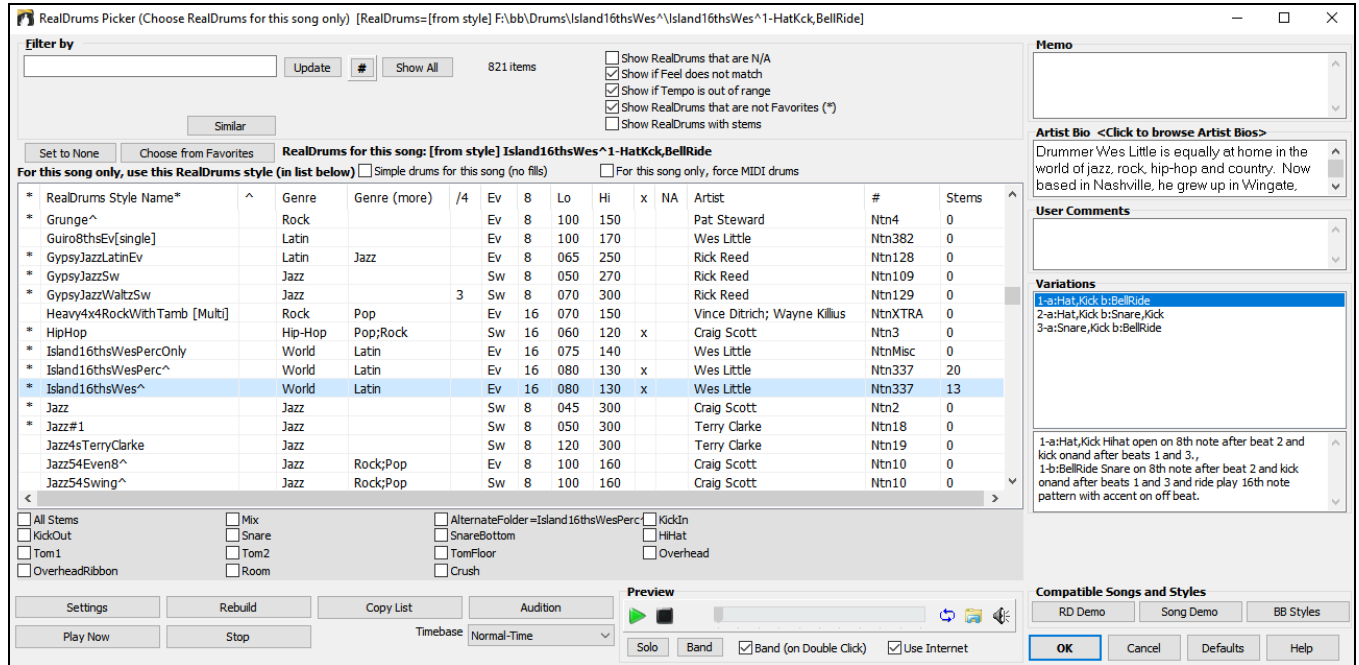 RealDrums Picker (Choose RealDrums for this song only) [RealDrums=[from style] F:\bb\Drums\Island16thsWes^\Island16thsWes^1-HatKck,BellRide]
Filter by
Update # Show All 821 items
Similar
Show RealDrums that are N/A
Show if Feel does not match
Show if Tempo is out of range
Show RealDrums that are not Favorites (*)
Show RealDrums with stems
Set to None Choose from Favorites RealDrums for this song: [from style] Island16thsWes^1-HatKck,BellRide
For this song only, use this RealDrums style (in list below) Simple drums for this song (no fills) For this song only, force MIDI drums
* RealDrums Style Name* ^ Genre Genre (more) /4 Ev 8 Lo Hi x NA Artist # Stems
* Grunge^ Rock Ev 8 100 150 Pat Steward Ntn4 0
Guiro8thsEv[single] Latin Ev 8 100 170 Wes Little Ntn382 0
* GypsyJazzLatinEv Latin Jazz Ev 8 065 250 Rick Reed Ntn128 0
* GypsyJazzSw Jazz Sw 8 050 270 Rick Reed Ntn109 0
* GypsyJazzWaltzSw Jazz 3 Sw 8 070 300 Rick Reed Ntn129 0
Heavy4x4RockWithTamb [Multi] Rock Pop Ev 16 070 150 Vince Ditrich; Wayne Killius NtnXTRA 0
* HipHop Hip-Hop Pop;Rock Sw 16 060 120 x Craig Scott Ntn3 0
* Island16thsWesPercOnly World Latin Ev 16 075 140 Wes Little NtnMisc 0
* Island16thsWesPerc^ World Latin Ev 16 080 130 x Wes Little Ntn337 20
* Island16thsWes^ World Latin Ev 16 080 130 x Wes Little Ntn337 13
* Jazz Jazz Sw 8 045 300 Craig Scott Ntn2 0
* Jazz#1 Jazz Sw 8 050 300 Terry Clarke Ntn18 0
Jazz4sTerryClarke Jazz Sw 8 120 300 Terry Clarke Ntn19 0
Jazz54Even8^ Jazz Rock;Pop Ev 8 100 160 Craig Scott Ntn10 0
Jazz54Swing^ Jazz Rock;Pop Sw 8 100 160 Craig Scott Ntn10 0
All Stems Mix AlternateFolder=Island16thsWesPerc^ KickIn
KickOut Snare SnareBottom HiHat
Tom1 Tom2 TomFloor Overhead
OverheadRibbon Room Crush
Settings Rebuild Copy List Audition
Play Now Stop Timebase Normal-Time
Preview
Solo Band Band (on Double Click) Use Internet
Memo
Artist Bio <Click to browse Artist Bios>
Drummer Wes Little is equally at home in the
world of jazz, rock, hip-hop and country. Now
based in Nashville, he grew up in Wingate,
User Comments
Variations
1-a:Hat,Kick b:BellRide
2-a:Hat,Kick b:Snare,Kick
3-a:Snare,Kick b:BellRide
1-a:Hat,Kick Hihat open on 8th note after beat 2 and
kick onand after beats 1 and 3.,
1-b:BellRide Snare on 8th note after beat 2 and kick
onand after beats 1 and 3 and ride play 16th note
pattern with accent on off beat.
Compatible Songs and Styles
RD Demo Song Demo BB Styles
OK Cancel Defaults Help